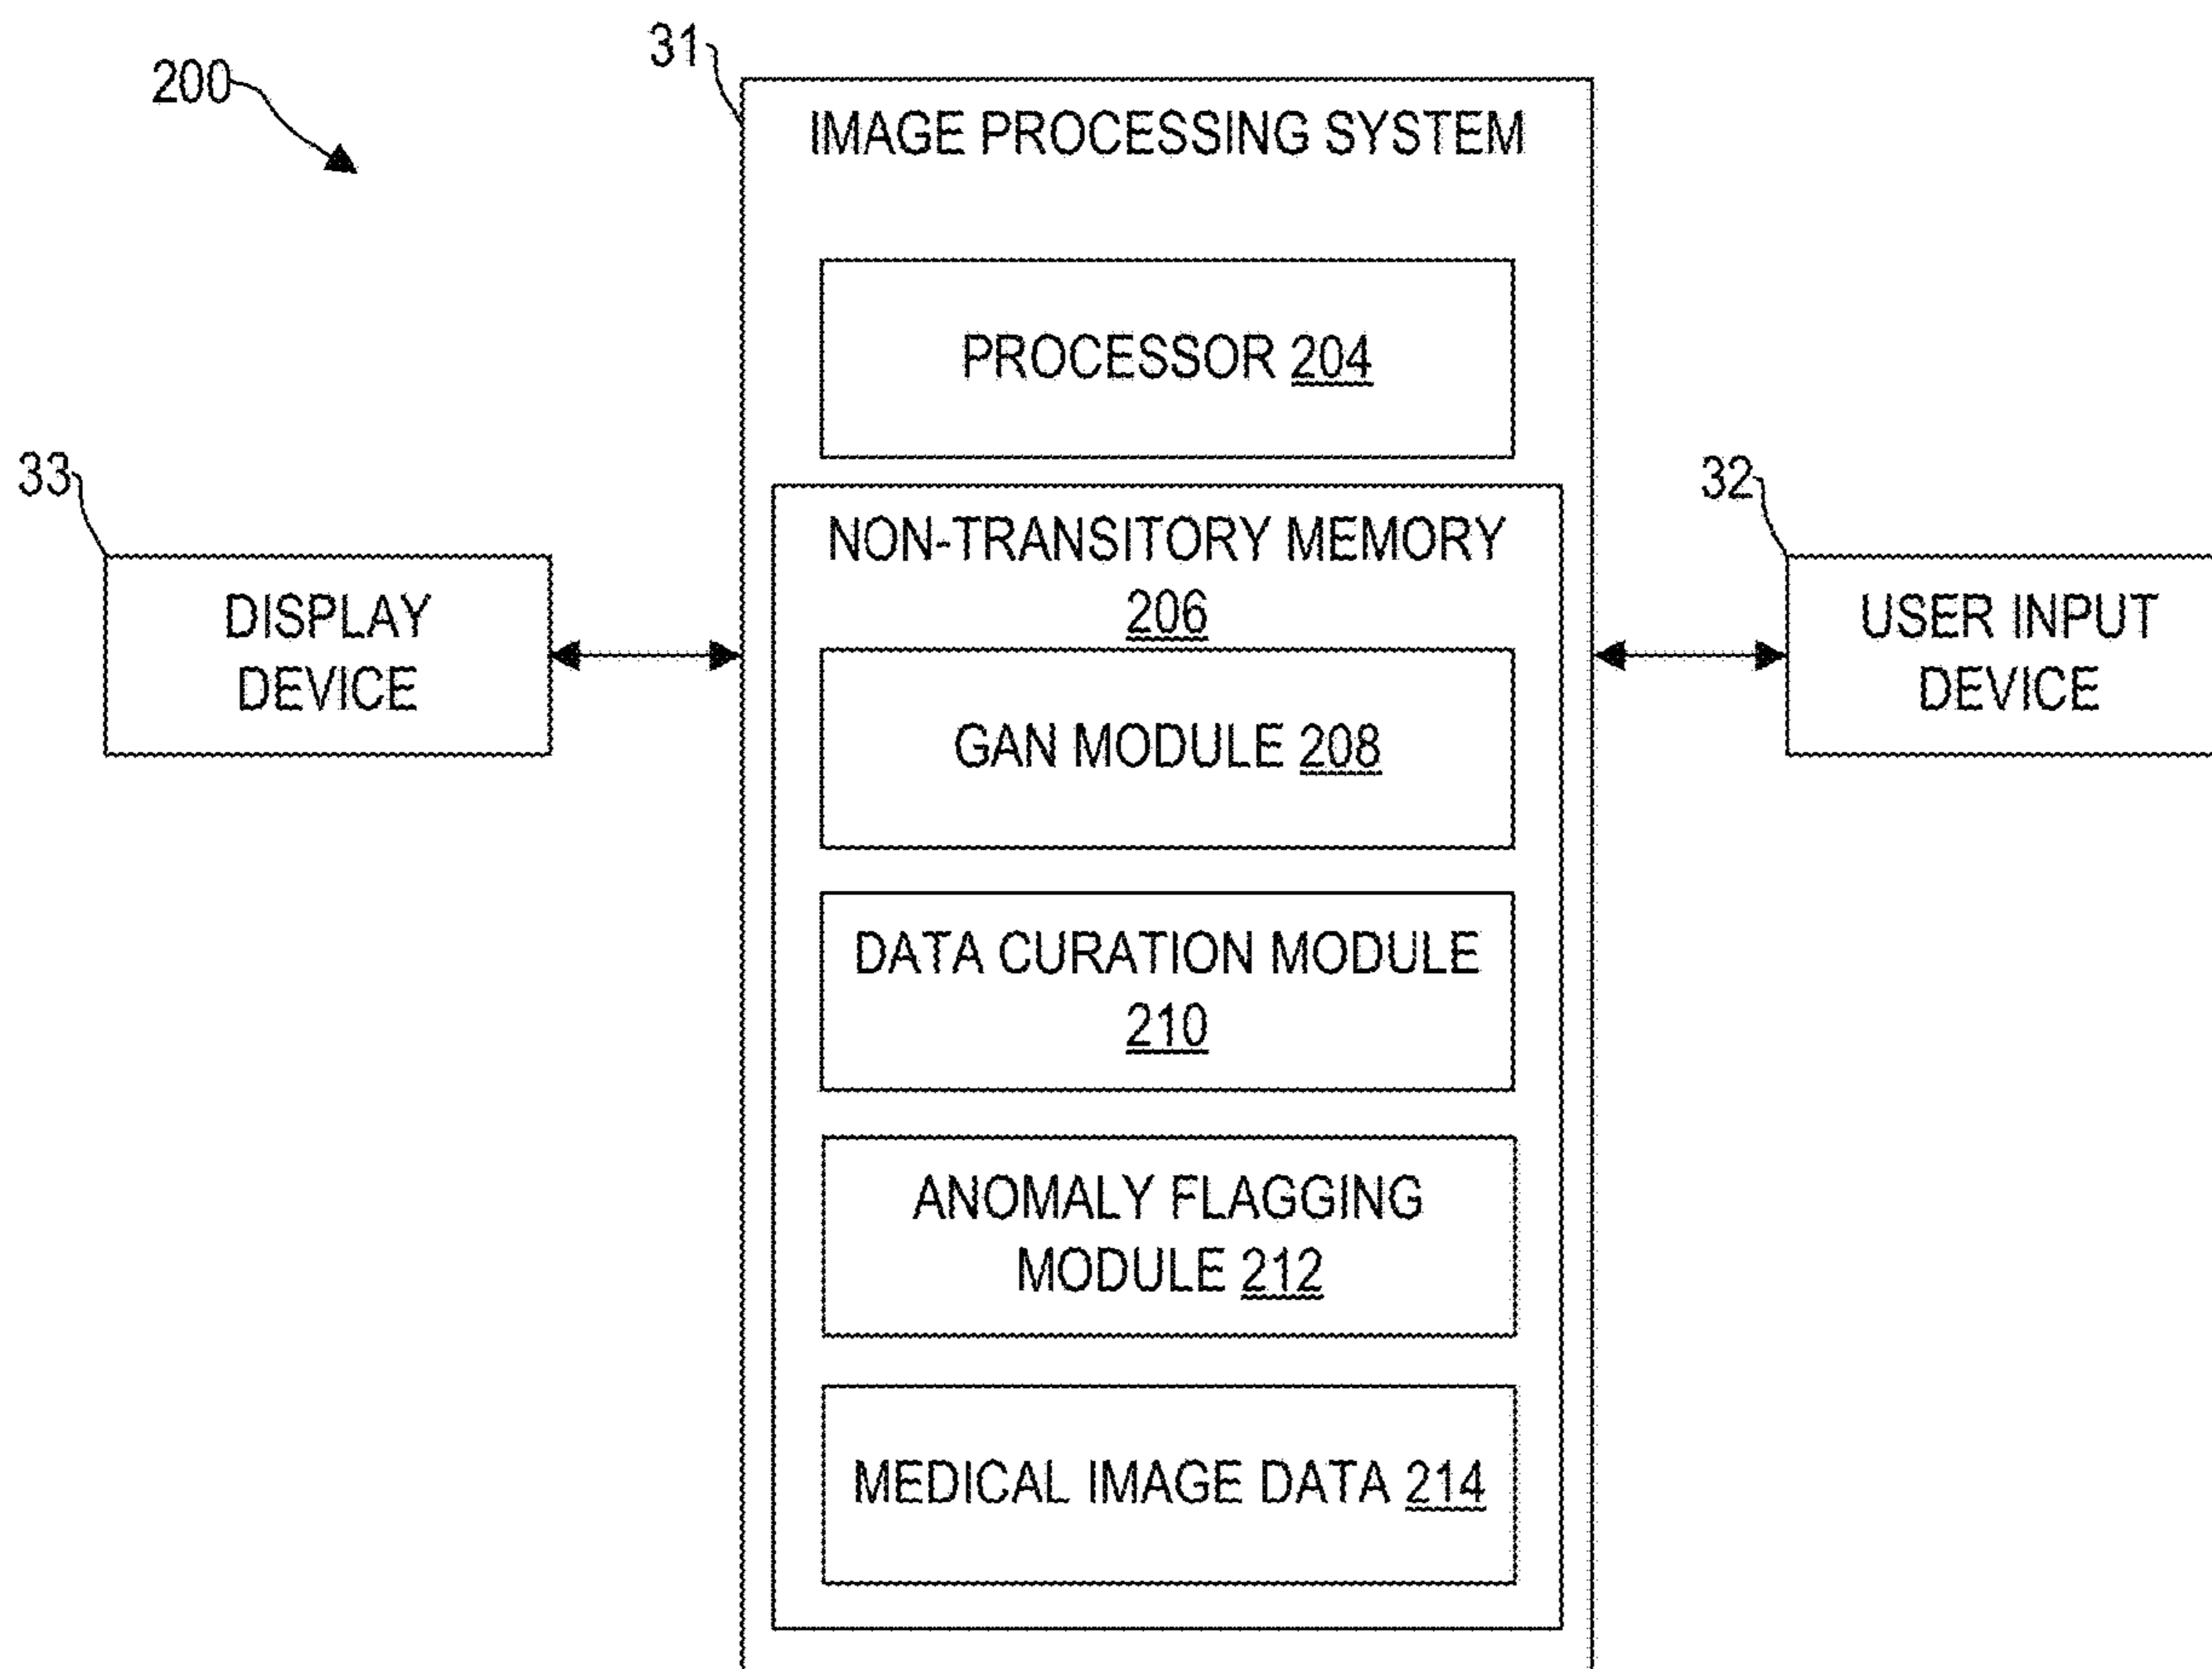 200
31
IMAGE PROCESSING SYSTEM
PROCESSOR 204
33
32
NON-TRANSITORY MEMORY
206
DISPLAY
DEVICE
USER INPUT
DEVICE
GAN MODULE 208
DATA CURATION MODULE
210
ANOMALY FLAGGING
MODULE 212
MEDICAL IMAGE DATA 214